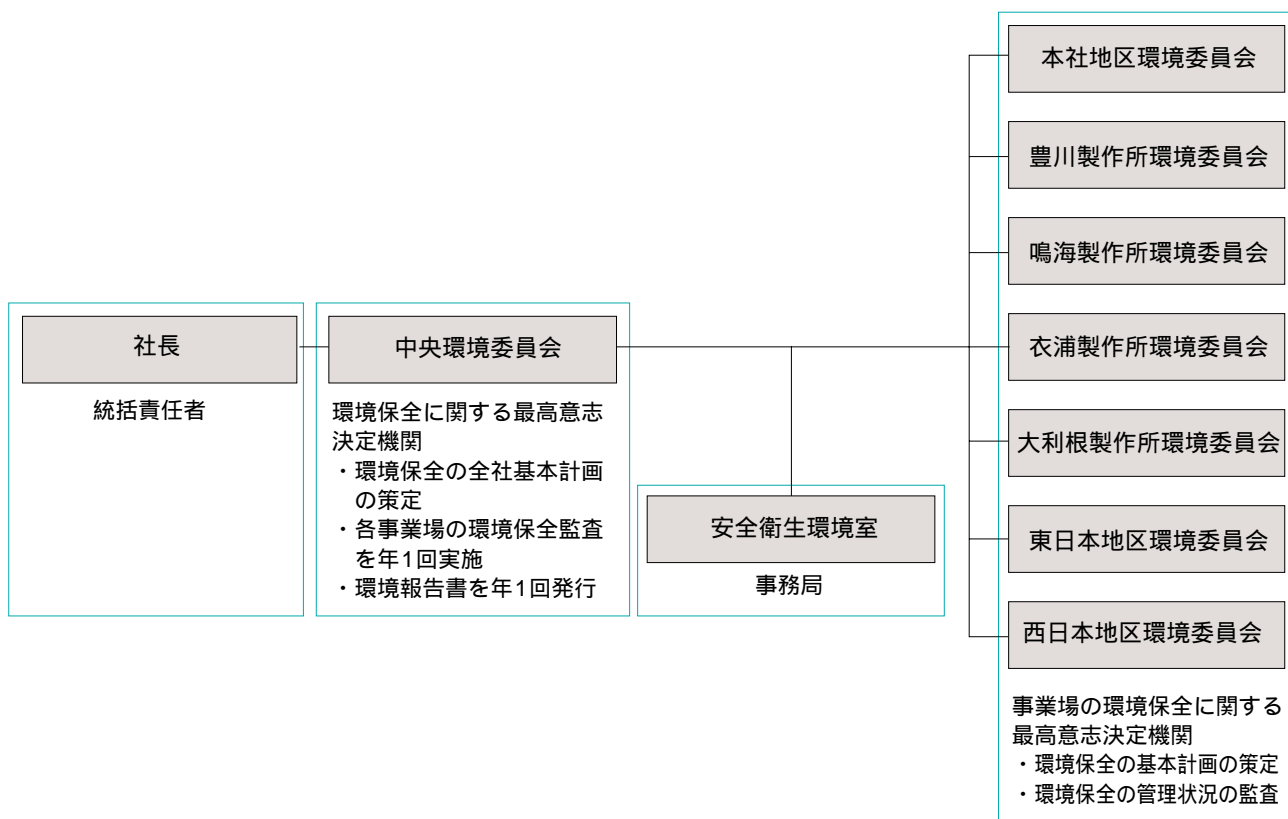 社長
統括責任者
中央環境委員会
環境保全に関する最高意志
決定機関
・環境保全の全社基本計画
の策定
・各事業場の環境保全監査
を年1回実施
・環境報告書を年1回発行
安全衛生環境室
事務局
本社地区環境委員会
豊川製作所環境委員会
鳴海製作所環境委員会
衣浦製作所環境委員会
大利根製作所環境委員会
東日本地区環境委員会
西日本地区環境委員会
事業場の環境保全に関する
最高意志決定機関
・環境保全の基本計画の策定
・環境保全の管理状況の監査